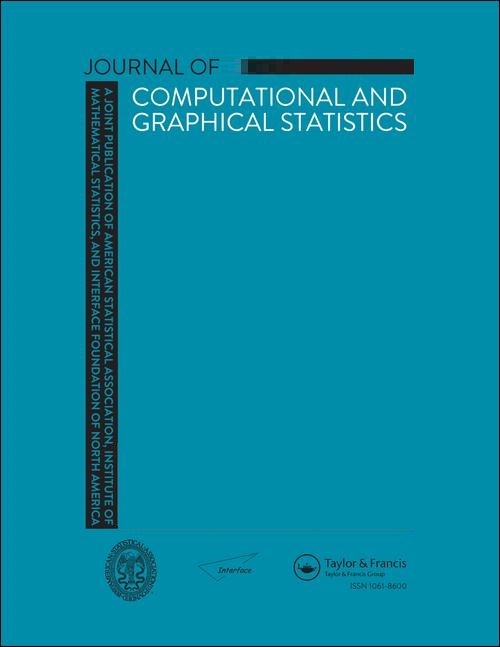 JOURNAL OF
COMPUTATIONAL AND
GRAPHICAL STATISTICS
A JOINT PUBLICATION OF AMERICAN STATISTICAL ASSOCIATION, INSTITUTE OF
MATHEMATICAL STATISTICS, AND INTERFACE FOUNDATION OF NORTH AMERICA
Interface
Taylor & Francis
Taylor & Francis Group
ISSN 1061-8600